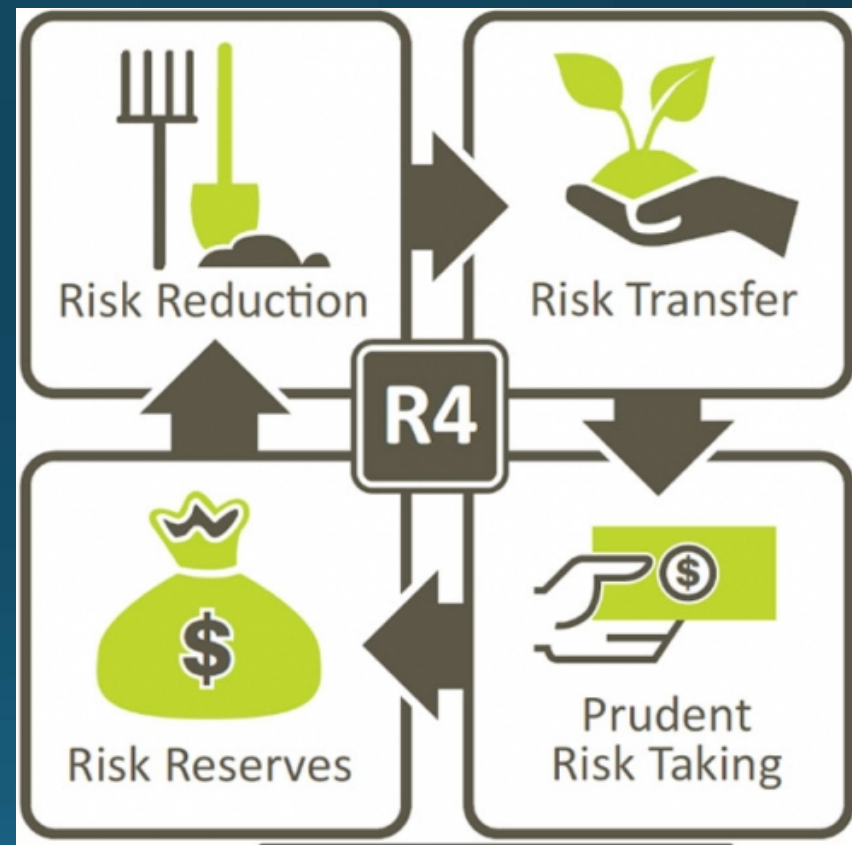 Risk Reduction
Risk Transfer
R4
$
$
Risk Reserves
Prudent
Risk Taking